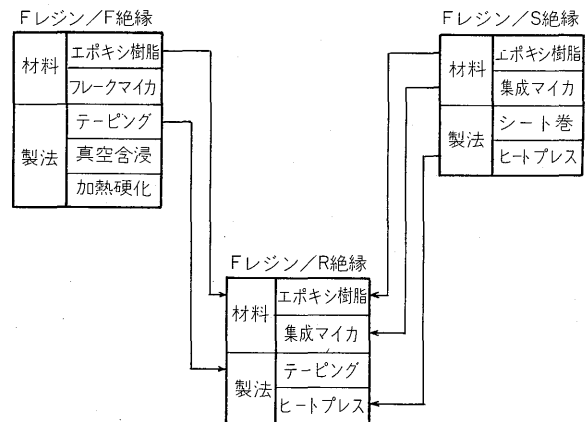 Fレジン/F絶縁
材料
エポキシ樹脂
フレークマイカ
製法
テーピング
真空含浸
加熱硬化
Fレジン/S絶縁
材料
エポキシ樹脂
集成マイカ
製法
シート巻
ヒートプレス
Fレジン/R絶縁
材料
エポキシ樹脂
集成マイカ
製法
テーピング
ヒートプレス